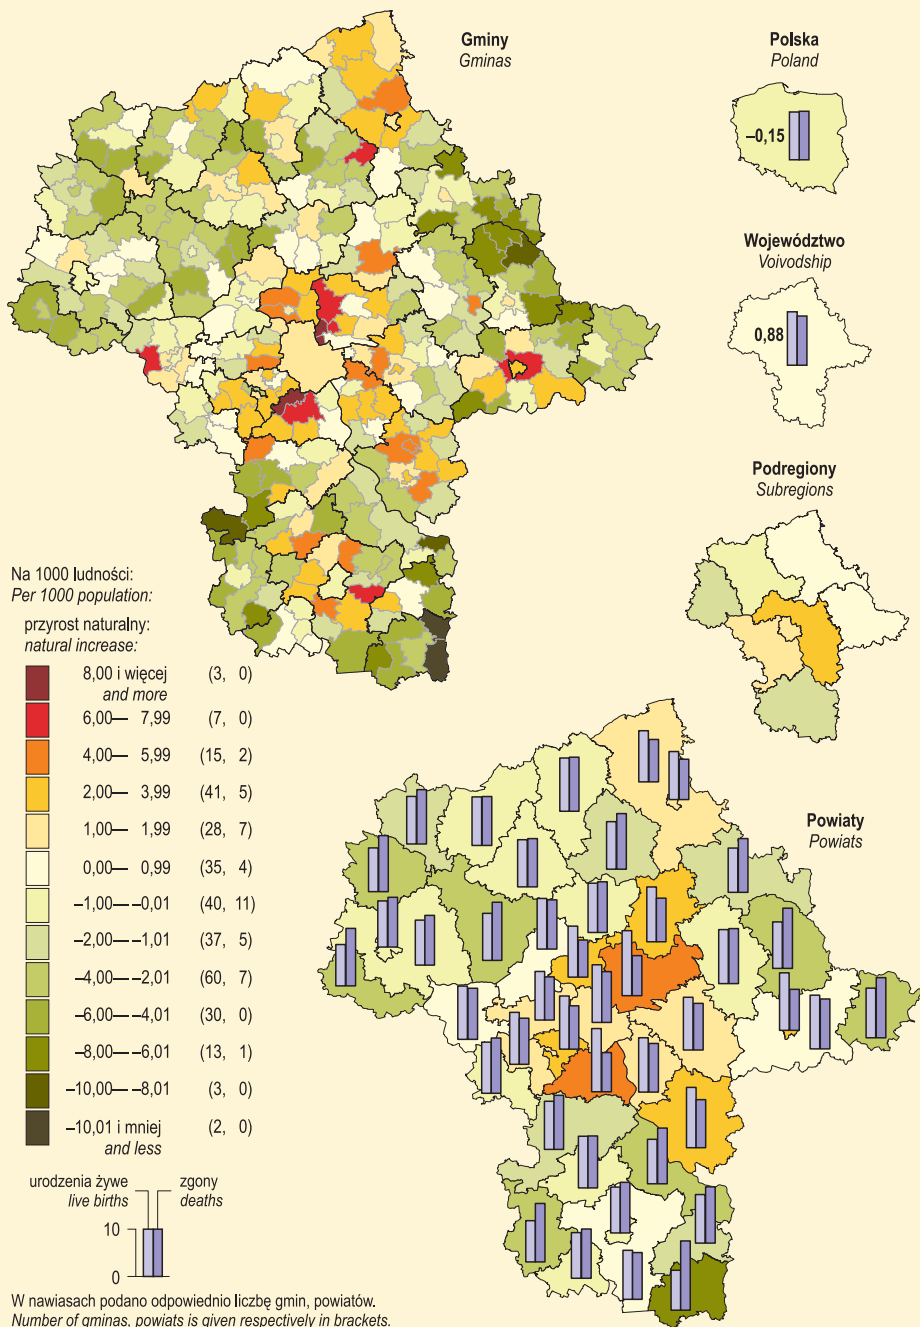 Gminy
Gminas
Polska
Poland
–0,15
Województwo
Voivodship
0,88
Podregiony
Subregions
Powiaty
Powiats
Na 1000 ludności:
Per 1000 population:
przyrost naturalny:
natural increase:
8,00 i więcej (3, 0)
and more
6,00— 7,99 (7, 0)
4,00— 5,99 (15, 2)
2,00— 3,99 (41, 5)
1,00— 1,99 (28, 7)
0,00— 0,99 (35, 4)
–1,00— –0,01 (40, 11)
–2,00— –1,01 (37, 5)
–4,00— –2,01 (60, 7)
–6,00— –4,01 (30, 0)
–8,00— –6,01 (13, 1)
–10,00— –8,01 (3, 0)
–10,01 i mniej (2, 0)
and less
urodzenia żywe zgony
live births deaths
10
0
W nawiasach podano odpowiednio liczbę gmin, powiatów.
Number of gminas, powiats is given respectively in brackets.